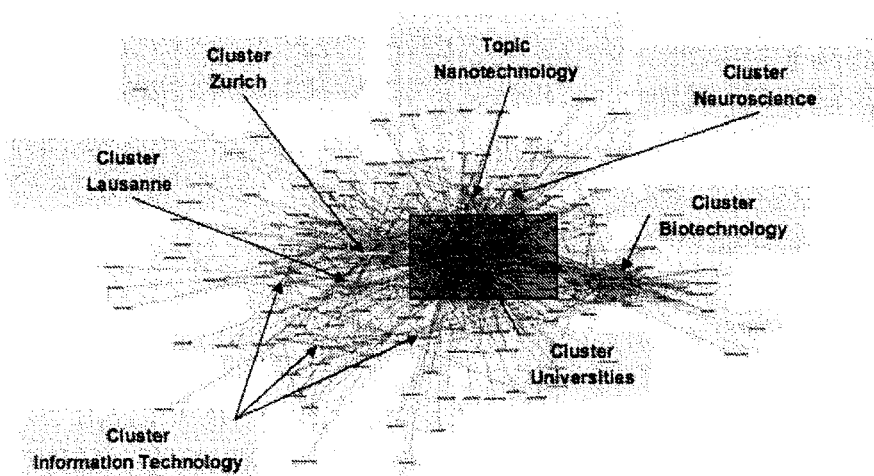 Cluster
Zurich
Topic
Nanotechnology
Cluster
Neuroscience
Cluster
Lausanne
Cluster
Biotechnology
Cluster
Universities
Cluster
Information Technology